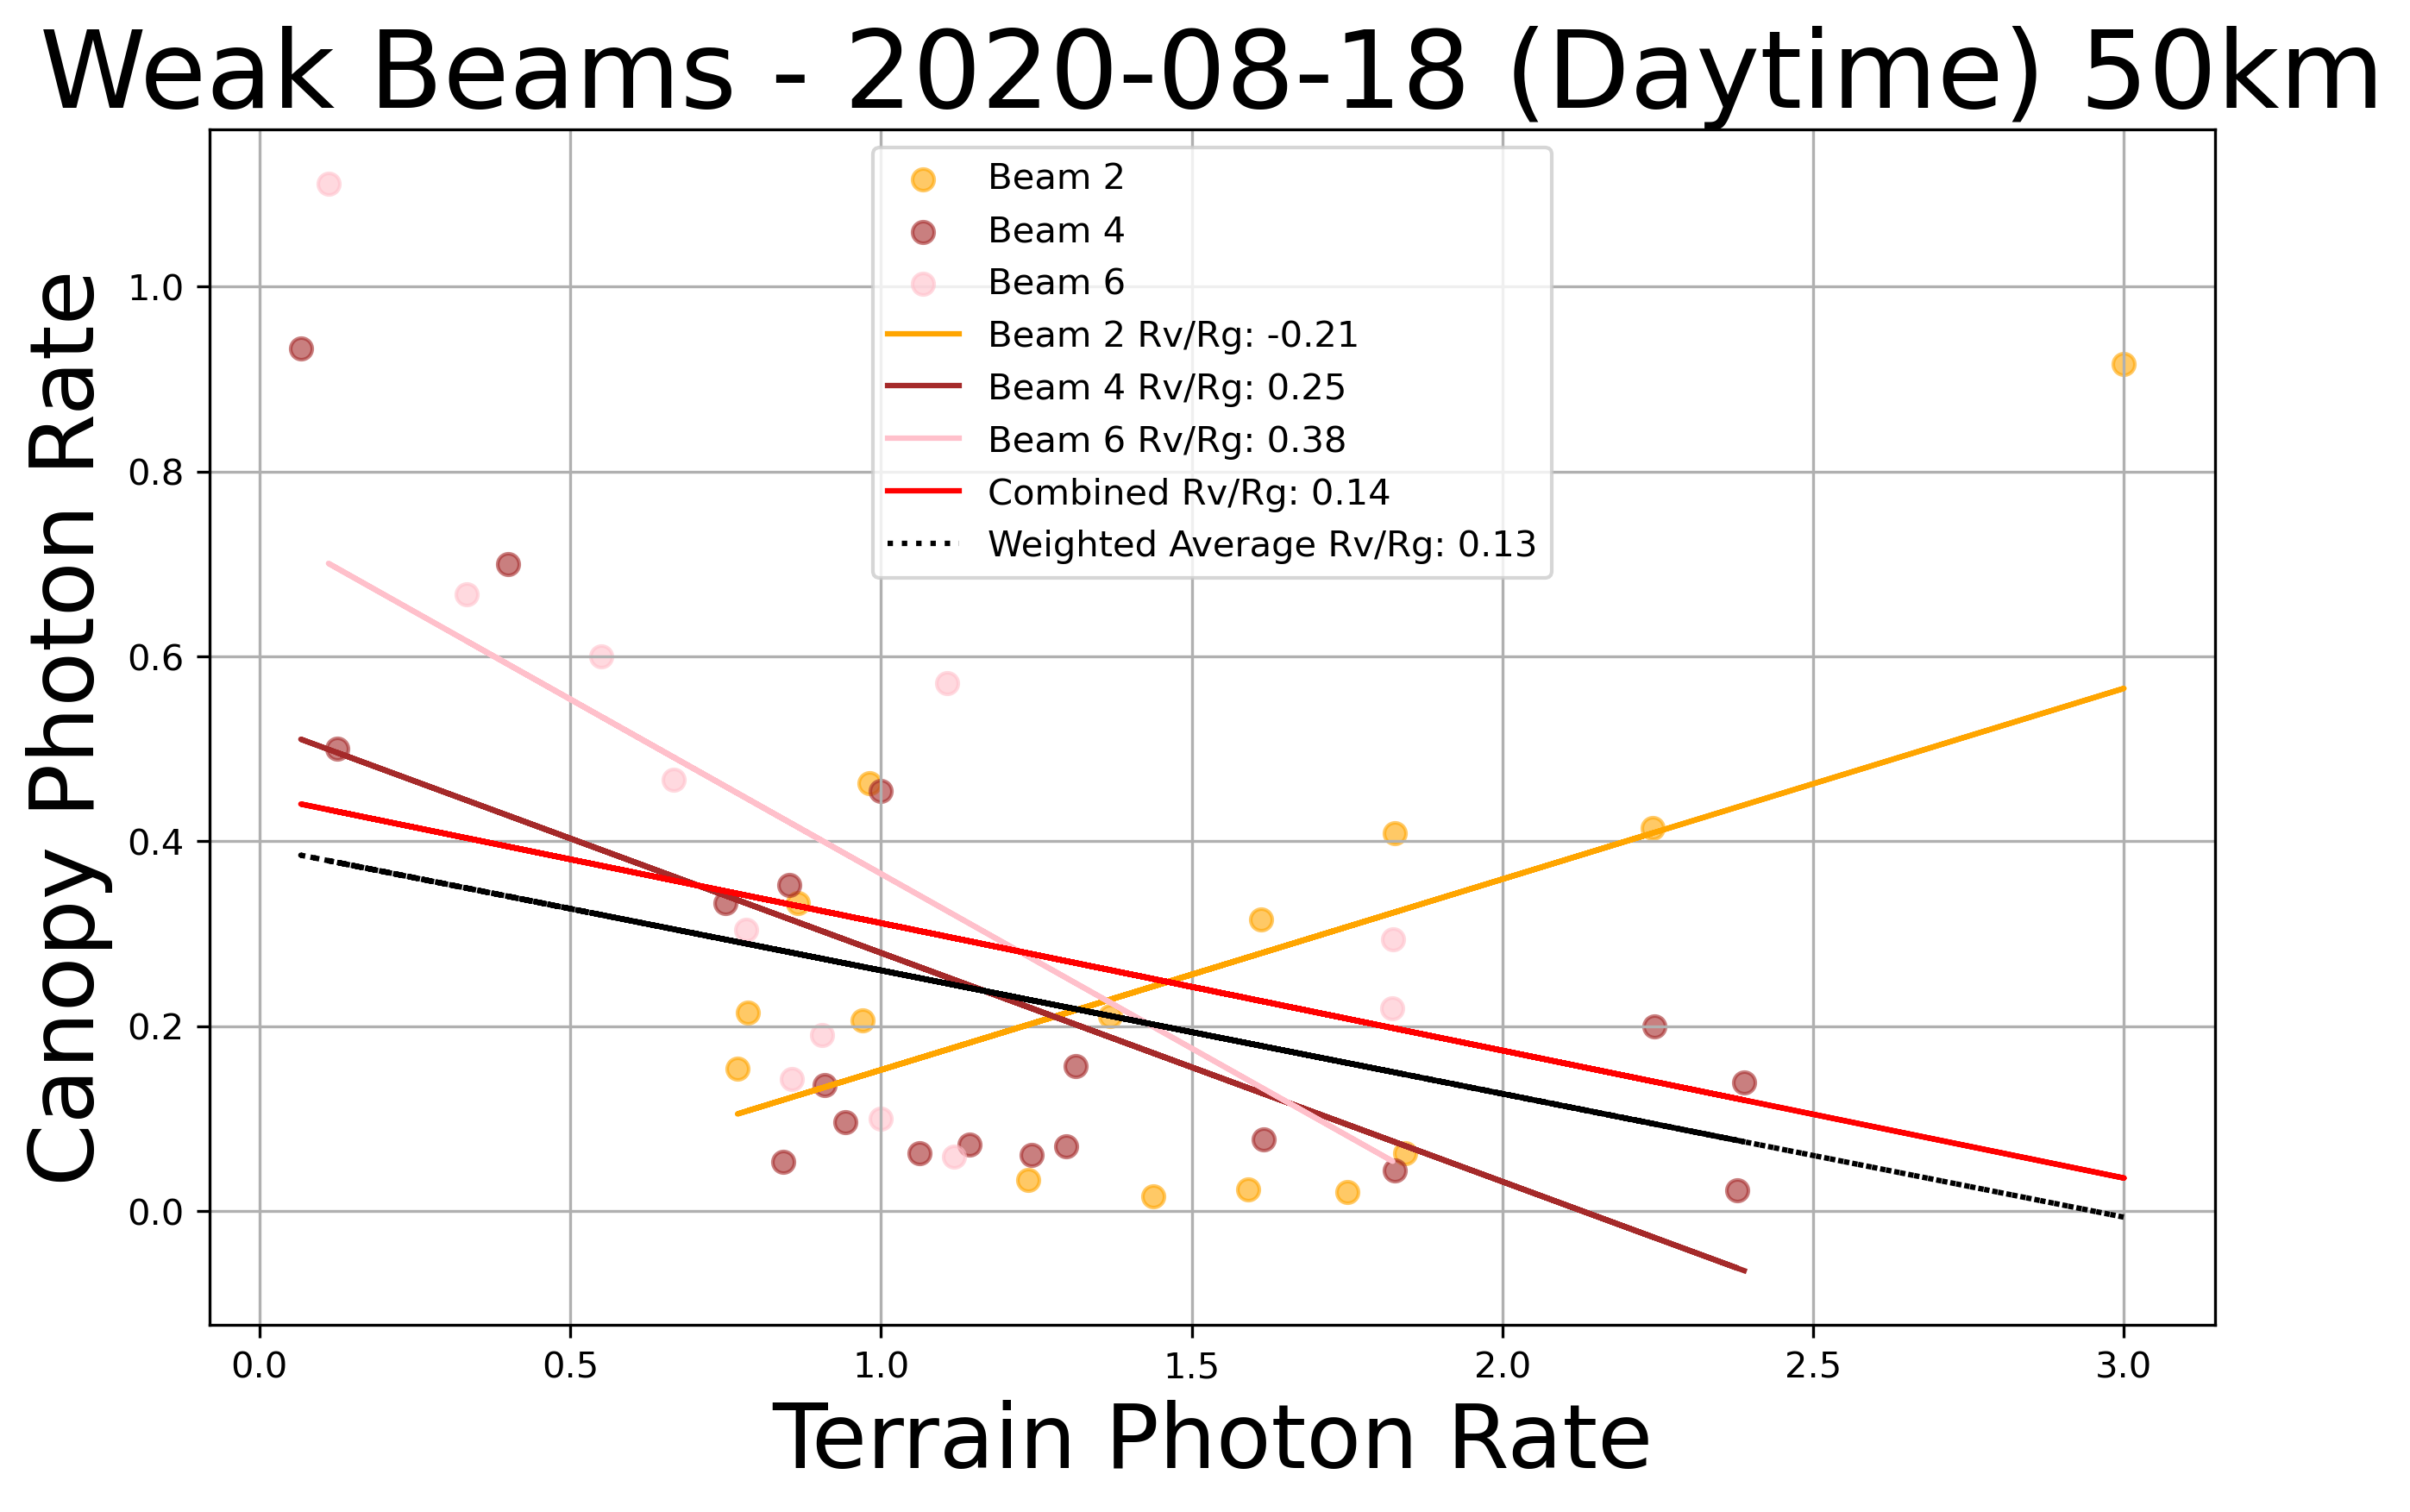 Weak Beams - 2020-08-18 (Daytime) 50km
Beam 2
Beam 4
Beam 6
Beam 2 Rv/Rg: -0.21
Beam 4 Rv/Rg: 0.25
Beam 6 Rv/Rg: 0.38
Combined Rv/Rg: 0.14
Weighted Average Rv/Rg: 0.13
Canopy Photon Rate
1.0
0.8
0.6
0.4
0.2
0.0
0.0 0.5 1.0 1.5 2.0 2.5 3.0
Terrain Photon Rate